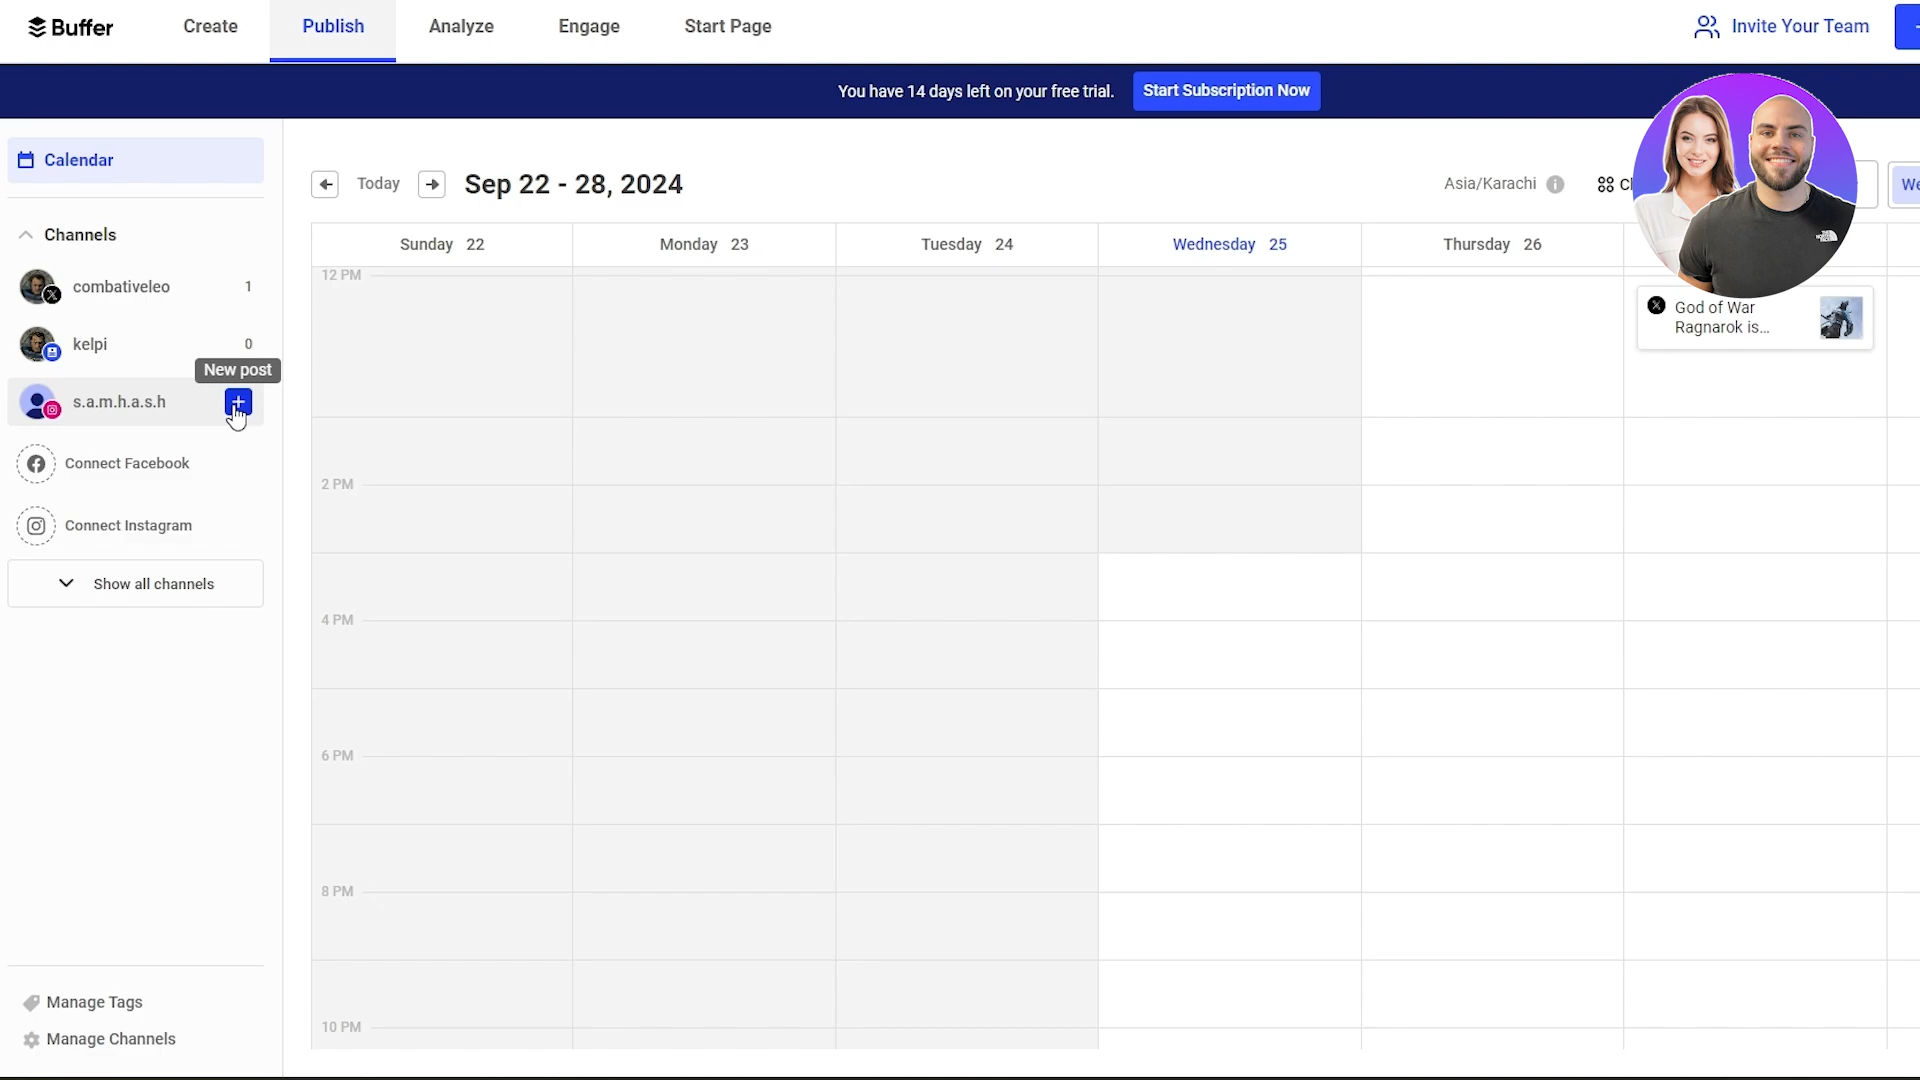 Buffer
Create
Publish
Analyze
Engage
Start Page
Invite Your Team
You have 14 days left on your free trial.
Start Subscription Now
Calendar
Today
Sep 22 - 28, 2024
Asia/Karachi
Channels
combativeleo 1
kelpi 0
New post
s.a.m.h.a.s.h
Connect Facebook
Connect Instagram
Show all channels
Manage Tags
Manage Channels
Sunday 22
Monday 23
Tuesday 24
Wednesday 25
Thursday 26
12 PM
2 PM
4 PM
6 PM
8 PM
10 PM
God of War
Ragnarok is...